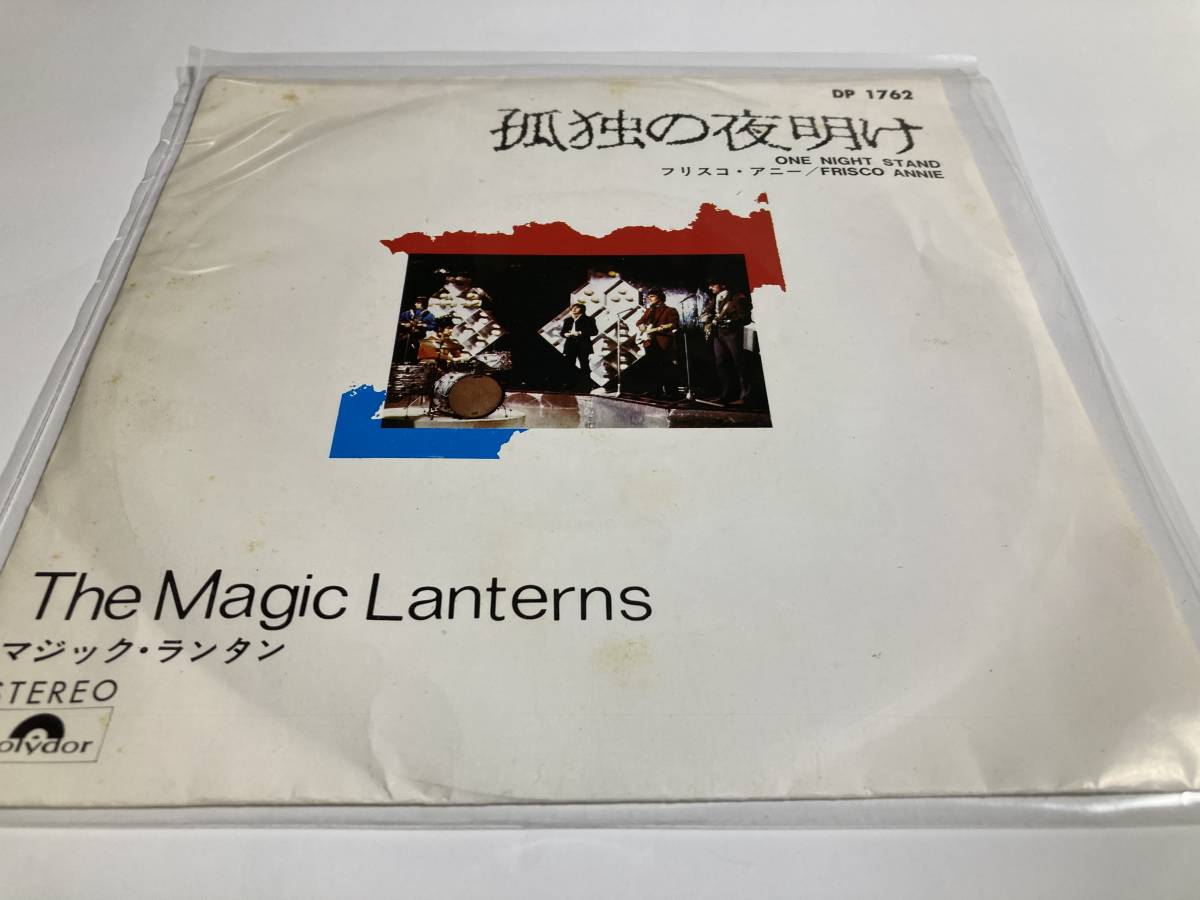 DP 1762
孤独の夜明け
ONE NIGHT STAND
フリスコ・アニー/FRISCO ANNIE
The Magic Lanterns
マジック・ランタン
STEREO
Polydor